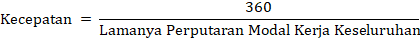 Kecepatan = 360
Lamanya Perputaran Modal Kerja Keseluruhan